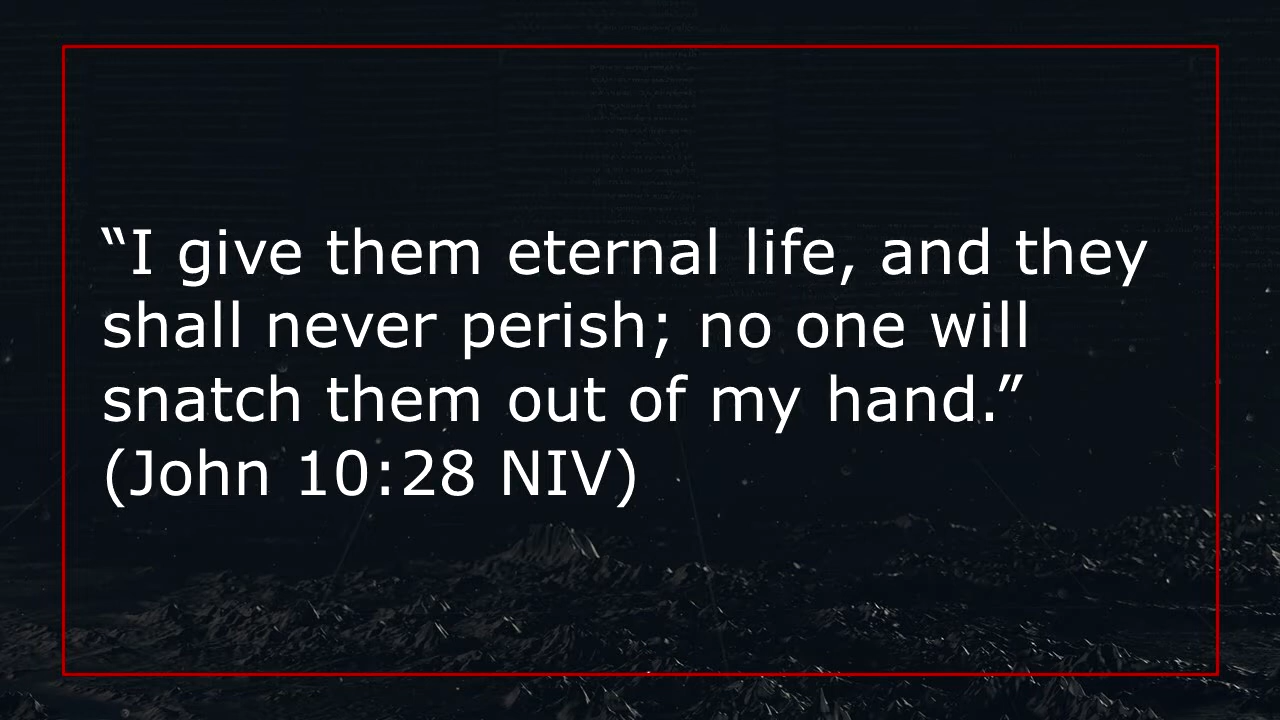 “I give them eternal life, and they
shall never perish; no one will
snatch them out of my hand.”
(John 10:28 NIV)